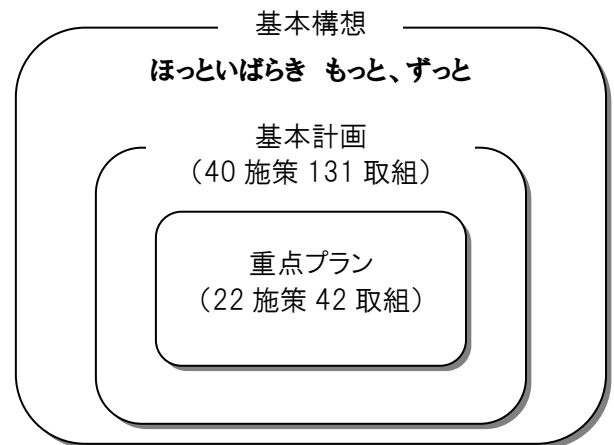 基本構想
ほっといばらき もっと、ずっと
基本計画
（40 施策 131 取組）
重点プラン
（22 施策 42 取組）